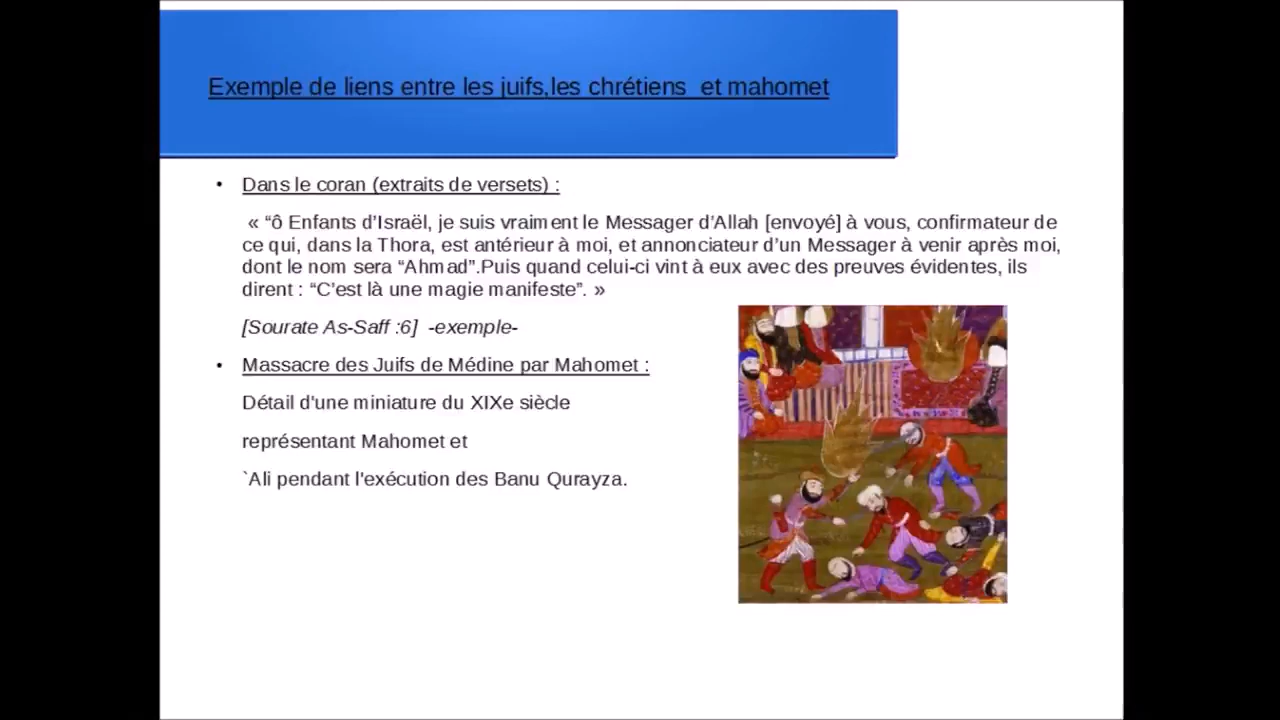 Exemple de liens entre les juifs,les chrétiens  et mahomet
• Dans le coran (extraits de versets) :
« “ô Enfants d’Israël, je suis vraiment le Messager d’Allah [envoyé] à vous, confirmateur de
ce qui, dans la Thora, est antérieur à moi, et annonciateur d’un Messager à venir après moi,
dont le nom sera “Ahmad”.Puis quand celui-ci vint à eux avec des preuves évidentes, ils
dirent : “C’est là une magie manifeste”. »
[Sourate As-Saff :6]  -exemple-
• Massacre des Juifs de Médine par Mahomet :
Détail d'une miniature du XIXe siècle
représentant Mahomet et
`Ali pendant l'exécution des Banu Qurayza.